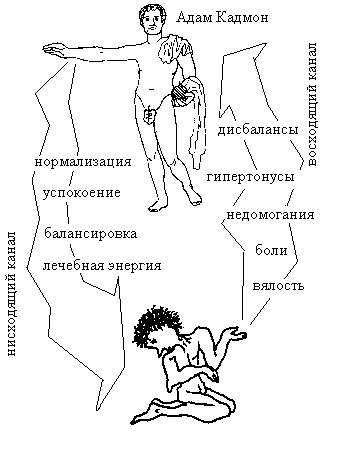 Адам Кадмон
восходящий канал
дисбалансы
гипертонусы
недомогания
боли
вялость
нормализация
успокоение
балансировка
лечебная энергия
нисходящий канал